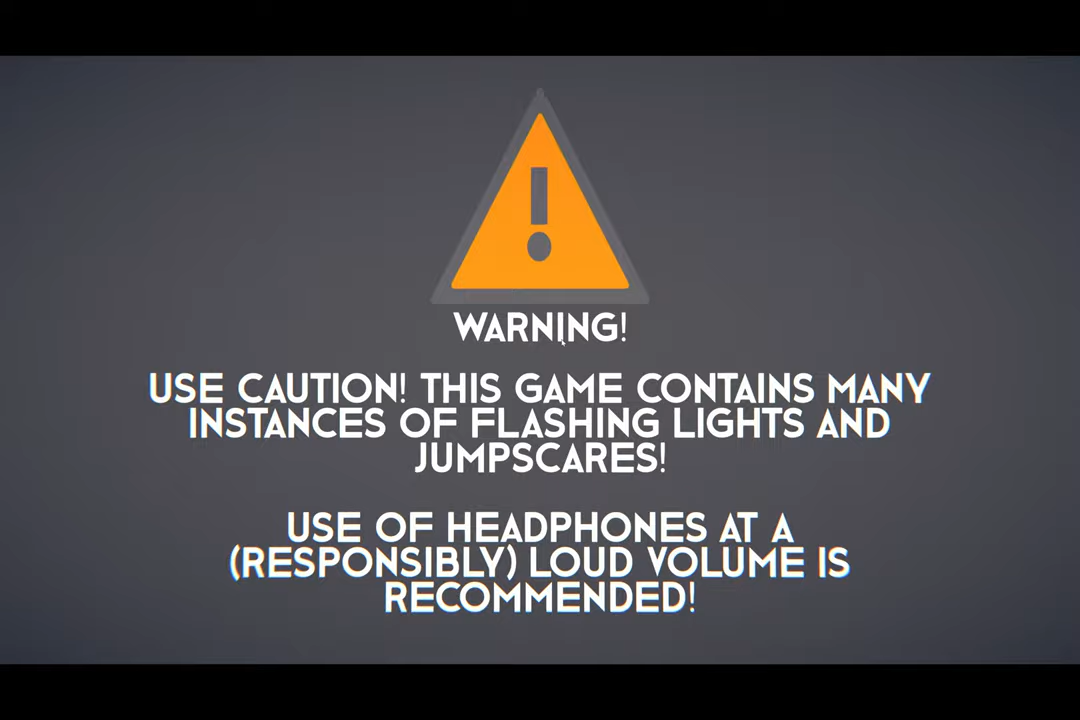 WARNING!
USE CAUTION! THIS GAME CONTAINS MANY
INSTANCES OF FLASHING LIGHTS AND
JUMPSCARES!
USE OF HEADPHONES AT A
(RESPONSIBLY) LOUD VOLUME IS
RECOMMENDED!